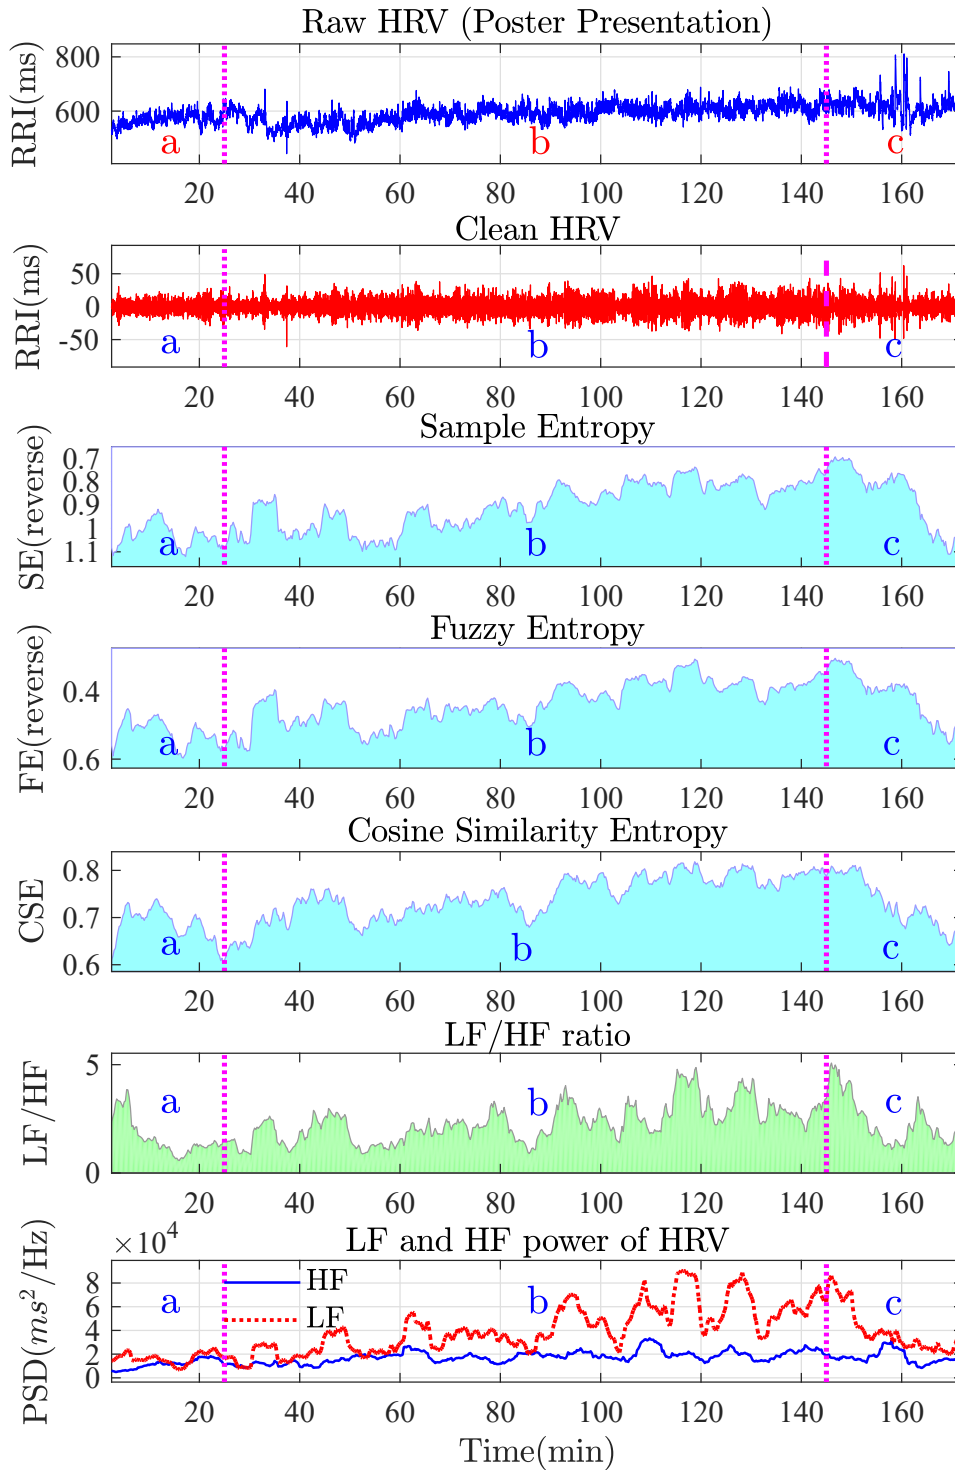 Raw HRV (Poster Presentation)
RRI(ms)
800
600
a
b
c
20 40 60 80 100 120 140 160
Clean HRV
RRI(ms)
50
0
-50
a
b
c
20 40 60 80 100 120 140 160
Sample Entropy
SE(reverse)
0.7
0.8
0.9
1
1.1
a
b
c
20 40 60 80 100 120 140 160
Fuzzy Entropy
FE(reverse)
0.4
0.6
a
b
c
20 40 60 80 100 120 140 160
Cosine Similarity Entropy
CSE
0.8
0.7
0.6
a
b
c
20 40 60 80 100 120 140 160
LF/HF ratio
LF/HF
5
0
a
b
c
20 40 60 80 100 120 140 160
×10⁴
LF and HF power of HRV
PSD(ms²/Hz)
8
6
4
2
0
a
HF
LF
b
c
20 40 60 80 100 120 140 160
Time(min)